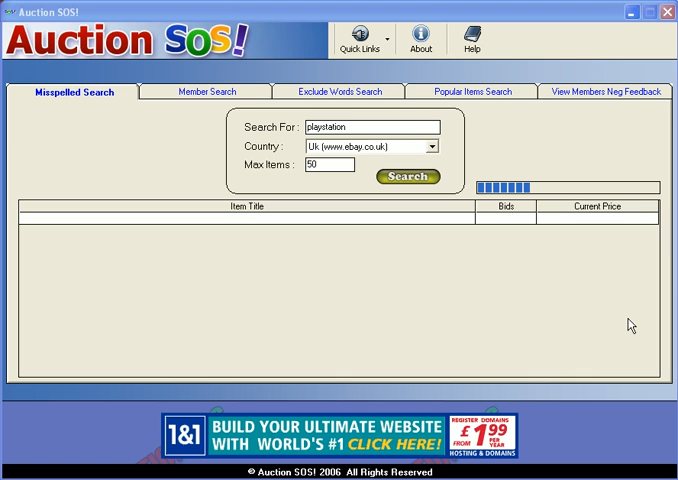 Auction SOS!
Auction SOS!
Quick Links
About
Help
Misspelled Search
Member Search
Exclude Words Search
Popular Items Search
View Members Neg Feedback
Search For :
playstation
Country :
Uk (www.ebay.co.uk)
Max Items :
50
Search
Item Title
Bids
Current Price
1&1
BUILD YOUR ULTIMATE WEBSITE
WITH WORLD'S #1 CLICK HERE!
REGISTER DOMAINS
FROM £1.99 PER YEAR
HOSTING & DOMAINS
© Auction SOS! 2006 All Rights Reserved